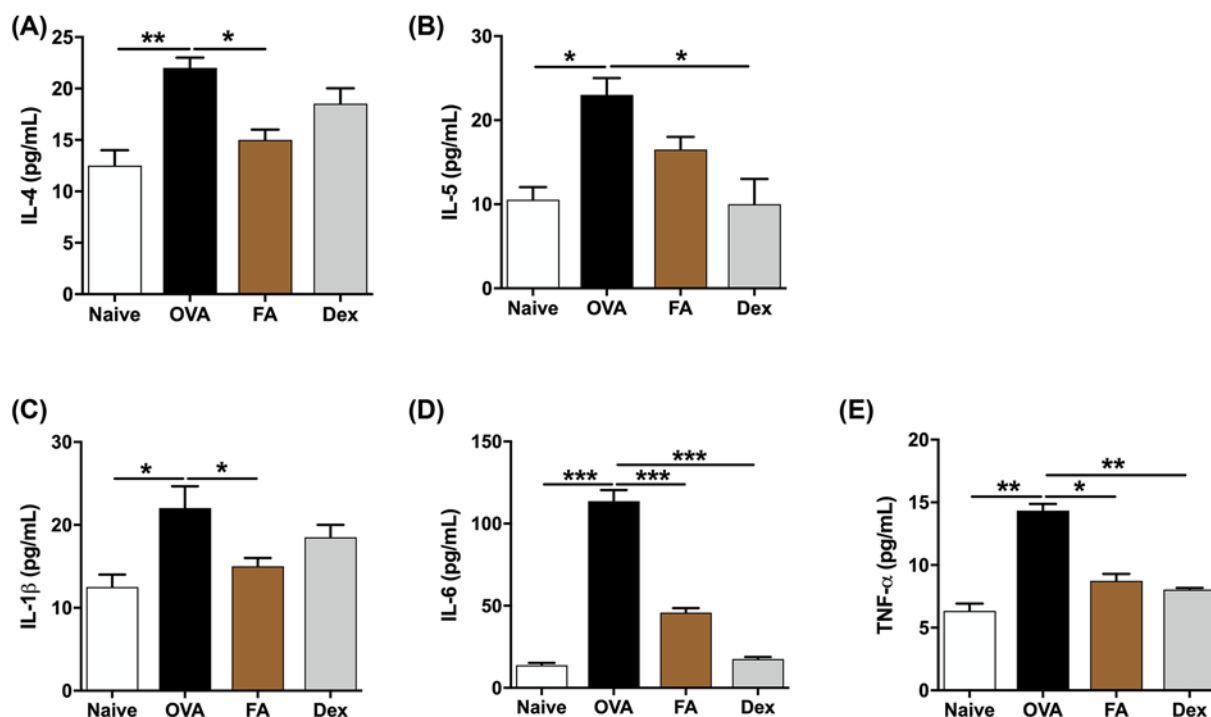 (A)
IL-4 (pg/mL)
25
20
15
10
5
0
** *
Naive OVA FA Dex
(B)
IL-5 (pg/mL)
30
20
10
0
* *
Naive OVA FA Dex
(C)
IL-1β (pg/mL)
30
20
10
0
* *
Naive OVA FA Dex
(D)
IL-6 (pg/mL)
150
100
50
0
***
*** ***
Naive OVA FA Dex
(E)
TNF-α (pg/mL)
20
15
10
5
0
**
** *
Naive OVA FA Dex